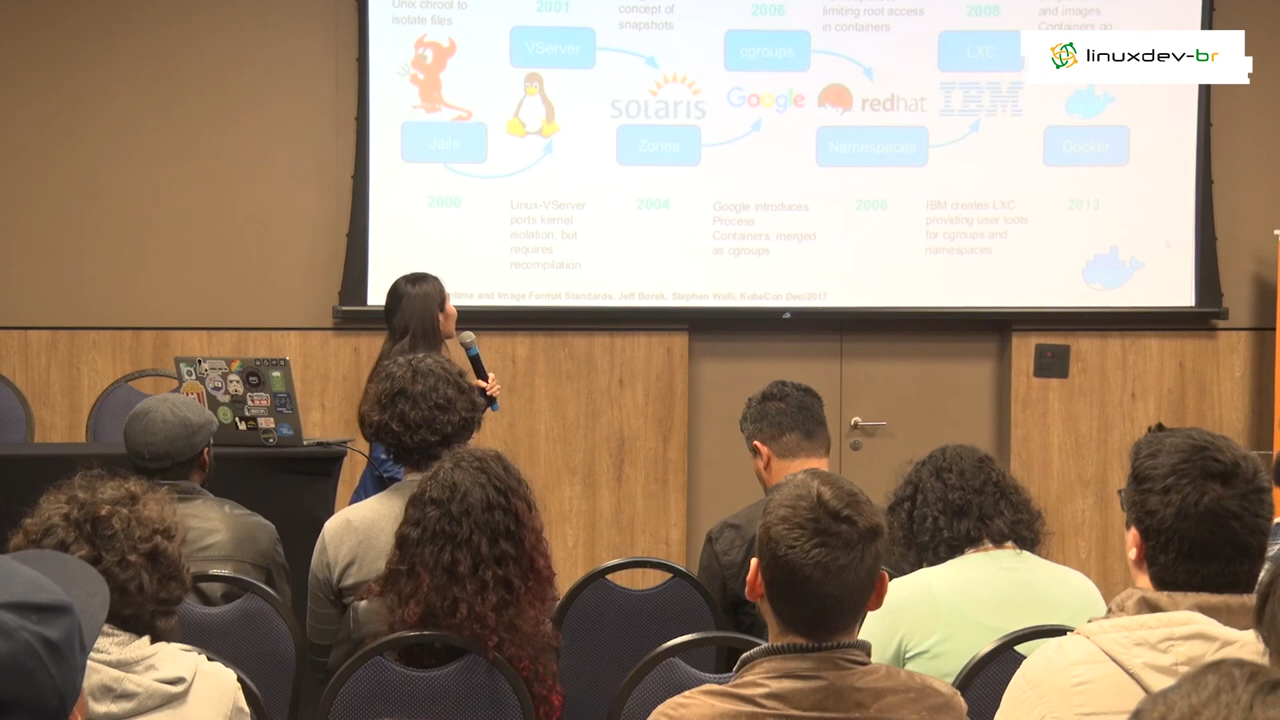 Unix chroot to
isolate files
2001
concept of
snapshots
2006
limiting root access
in containers
2008
and images.
Containers go
linuxdev-br
VServer
cgroups
LXC
solaris
Google
redhat
IBM
Jails
Zones
Namespaces
Docker
2000
Linux-VServer
ports kernel
isolation, but
requires
recompilation
2004
Google introduces
Process
Containers, merged
as cgroups
2008
IBM creates LXC
providing user tools
for cgroups and
namespaces
2013
and Image Format Standards, Jeff Borek, Stephen Walli, KubeCon Dec/2017